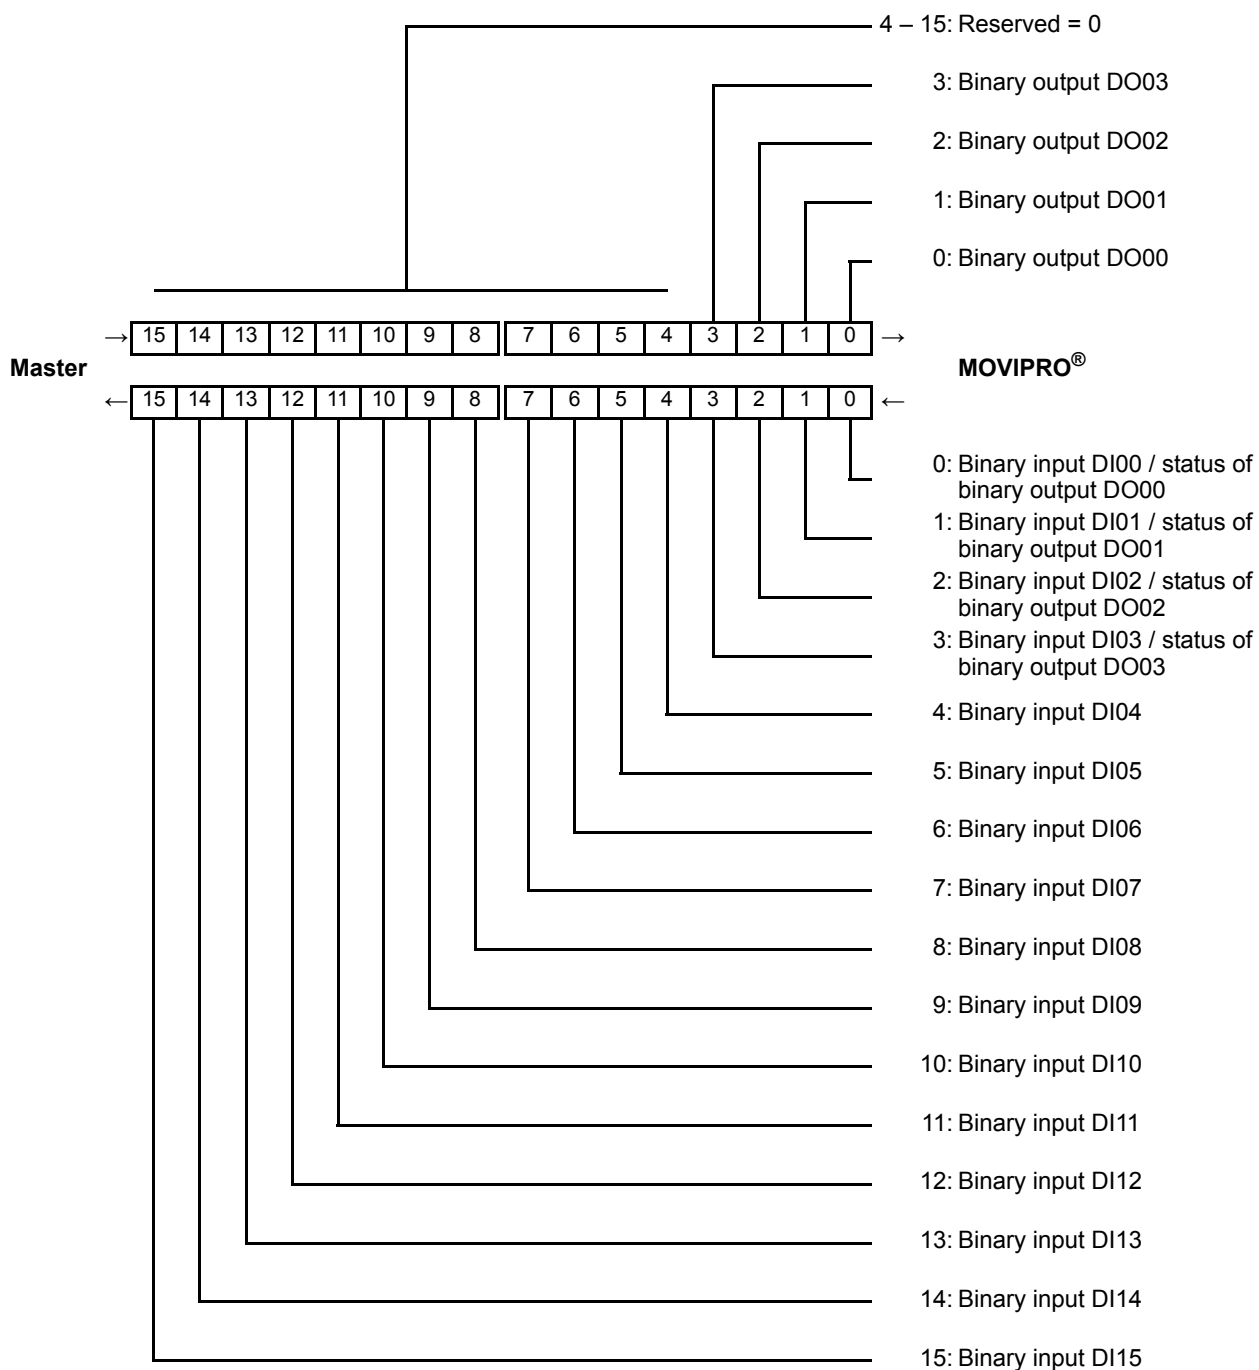 4 – 15: Reserved = 0
3: Binary output DO03
2: Binary output DO02
1: Binary output DO01
0: Binary output DO00
→ 15 14 13 12 11 10 9 8 7 6 5 4 3 2 1 0 →
Master MOVIPRO®
← 15 14 13 12 11 10 9 8 7 6 5 4 3 2 1 0 ←
0: Binary input DI00 / status of
binary output DO00
1: Binary input DI01 / status of
binary output DO01
2: Binary input DI02 / status of
binary output DO02
3: Binary input DI03 / status of
binary output DO03
4: Binary input DI04
5: Binary input DI05
6: Binary input DI06
7: Binary input DI07
8: Binary input DI08
9: Binary input DI09
10: Binary input DI10
11: Binary input DI11
12: Binary input DI12
13: Binary input DI13
14: Binary input DI14
15: Binary input DI15